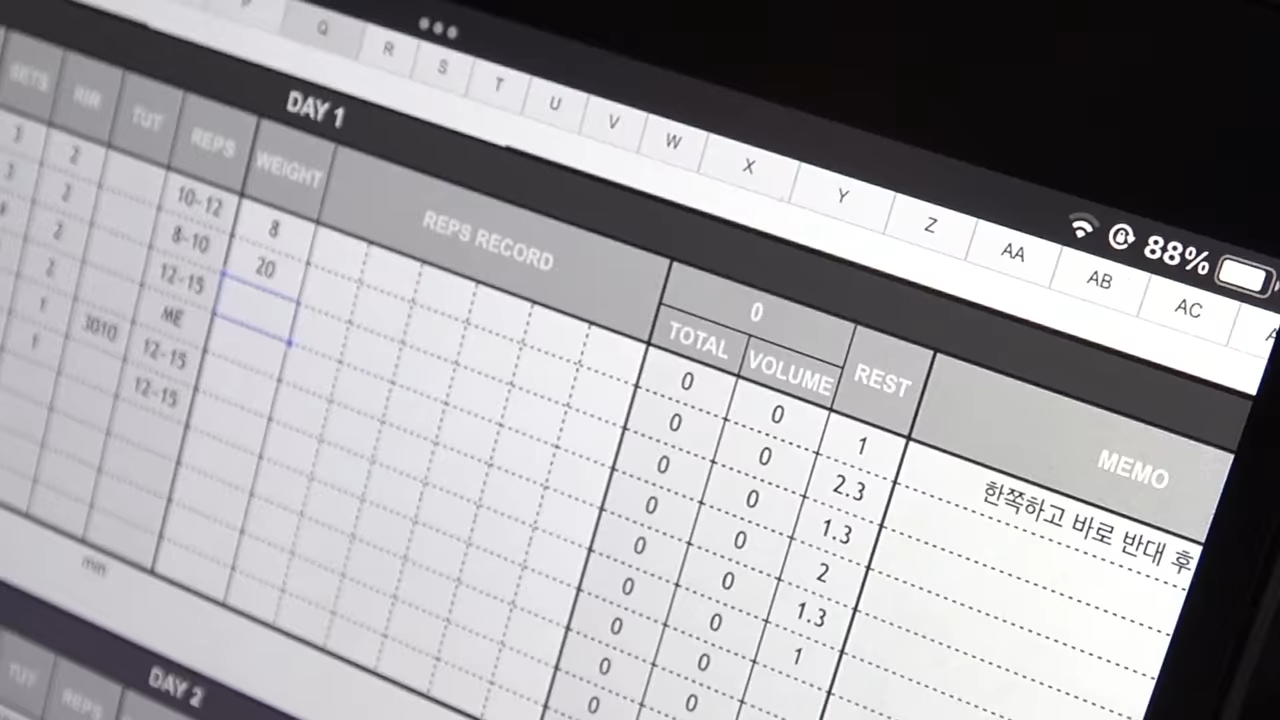 Q R S T U V W X Y Z AA AB AC
88%
DAY 1
SETS RIR TUT REPS WEIGHT REPS RECORD 0 TOTAL VOLUME REST MEMO
3 2 10-12 8 0 0 1 한쪽하고 바로 반대 후
3 2 8-10 20 0 0 2.3
2 12-15 0 0 1.3
2 ME 0 0 2
1 3010 12-15 0 0 1.3
1 12-15 0 0 1
0 0
0 0
0 0
min
DAY 2
TUT REPS